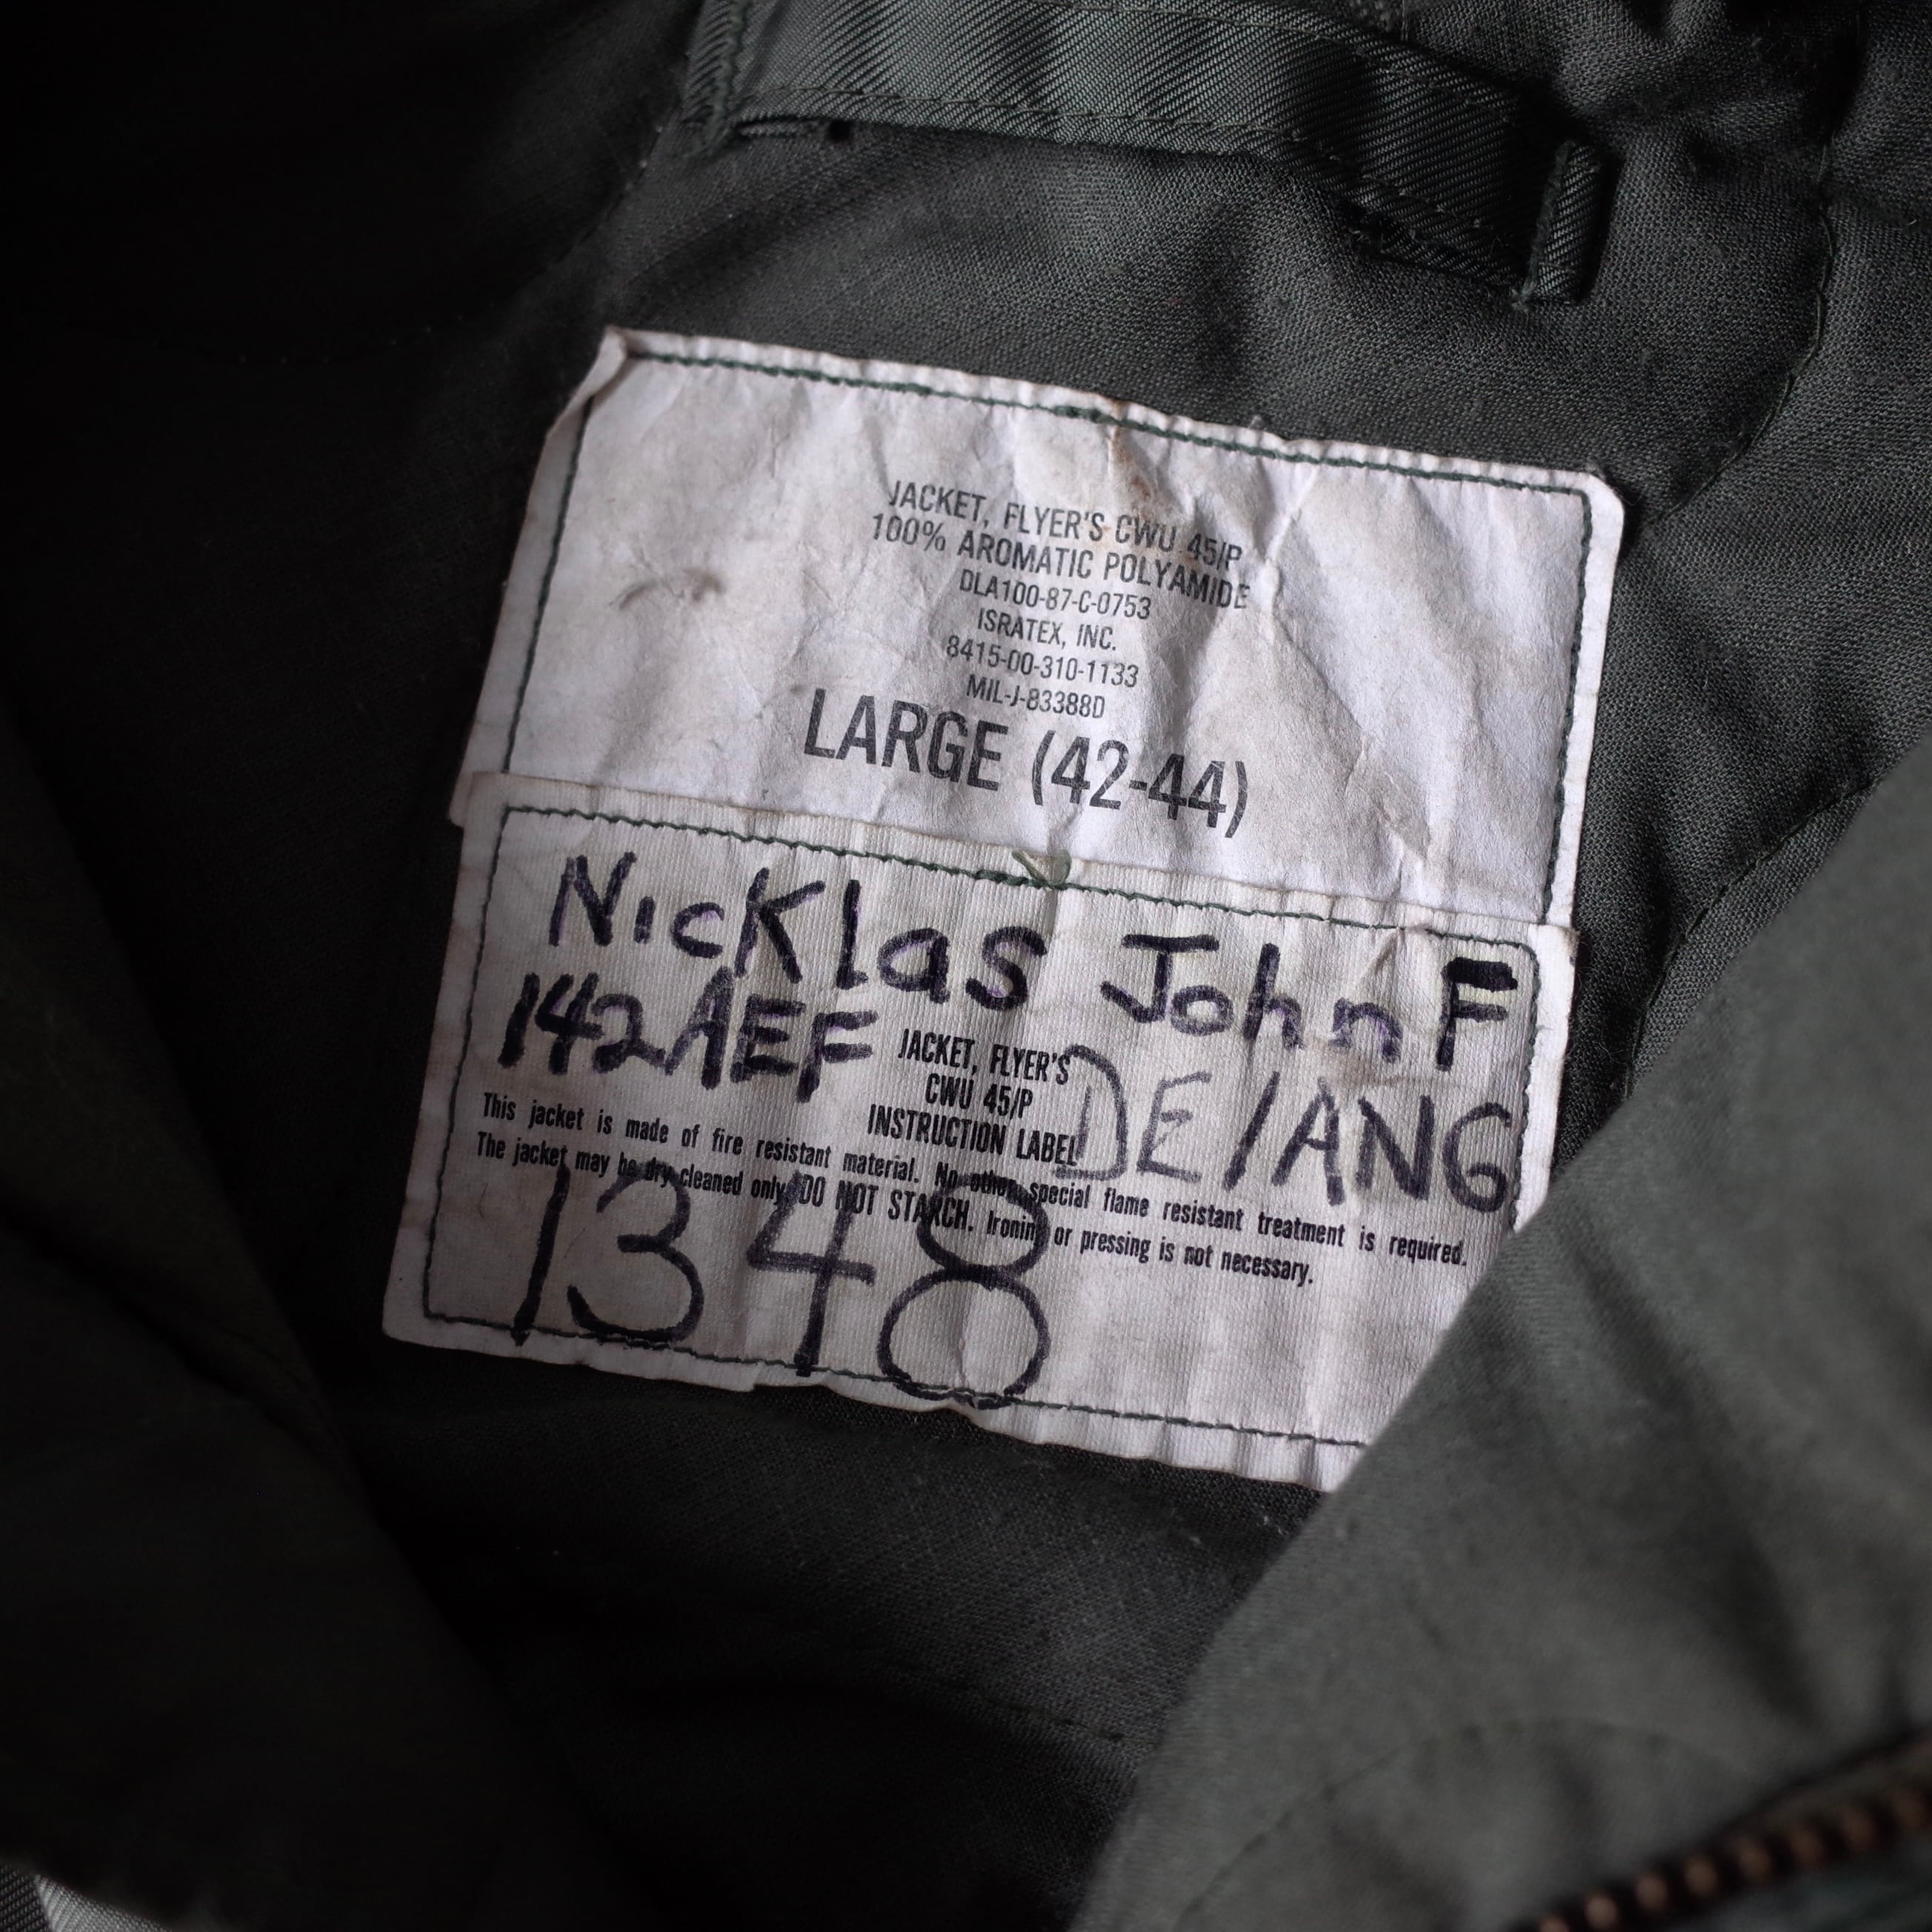 JACKET, FLYER'S CWU 45/P
100% AROMATIC POLYAMIDE
DLA100-87-C-0753
ISRATEX, INC.
8415-00-310-1133
MIL-J-83388D
LARGE (42-44)
Nicklas John F
142AEF
DE/ANG
JACKET, FLYER'S
CWU 45/P
INSTRUCTION LABEL
This jacket is made of fire resistant material. No other special flame resistant treatment is required.
The jacket may be dry cleaned only. DO NOT STARCH. Ironing or pressing is not necessary.
1348